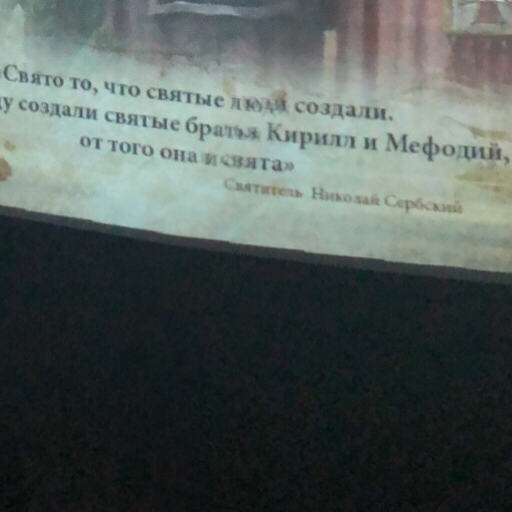 Свято то, что святые люди создали.
создали святые братья Кирилл и Мефодий,
от того она и свята»
Святитель Николай Сербский